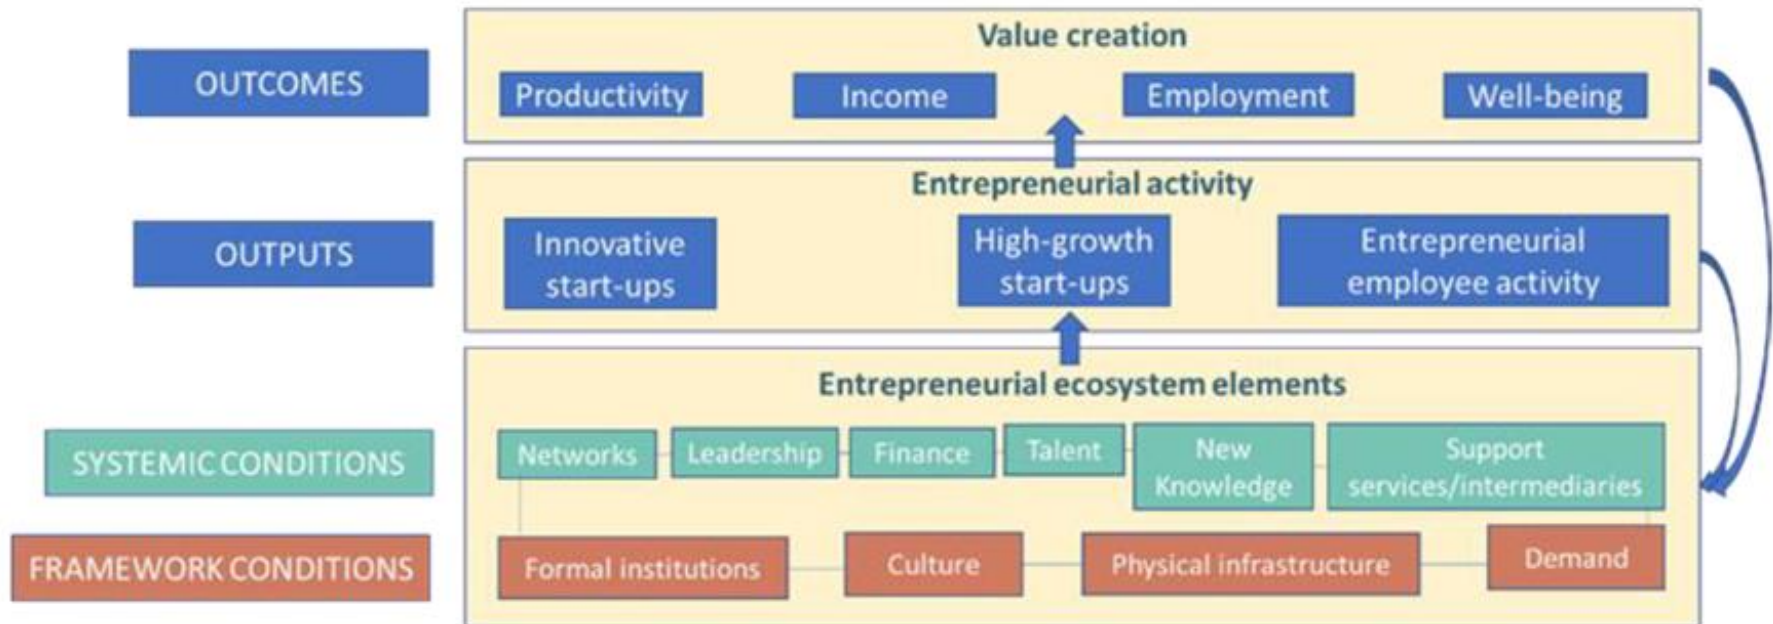 Value creation
OUTCOMES
Productivity
Income
Employment
Well-being
Entrepreneurial activity
OUTPUTS
Innovative
start-ups
High-growth
start-ups
Entrepreneurial
employee activity
Entrepreneurial ecosystem elements
SYSTEMIC CONDITIONS
Networks
Leadership
Finance
Talent
New
Knowledge
Support
services/intermediaries
FRAMEWORK CONDITIONS
Formal institutions
Culture
Physical infrastructure
Demand